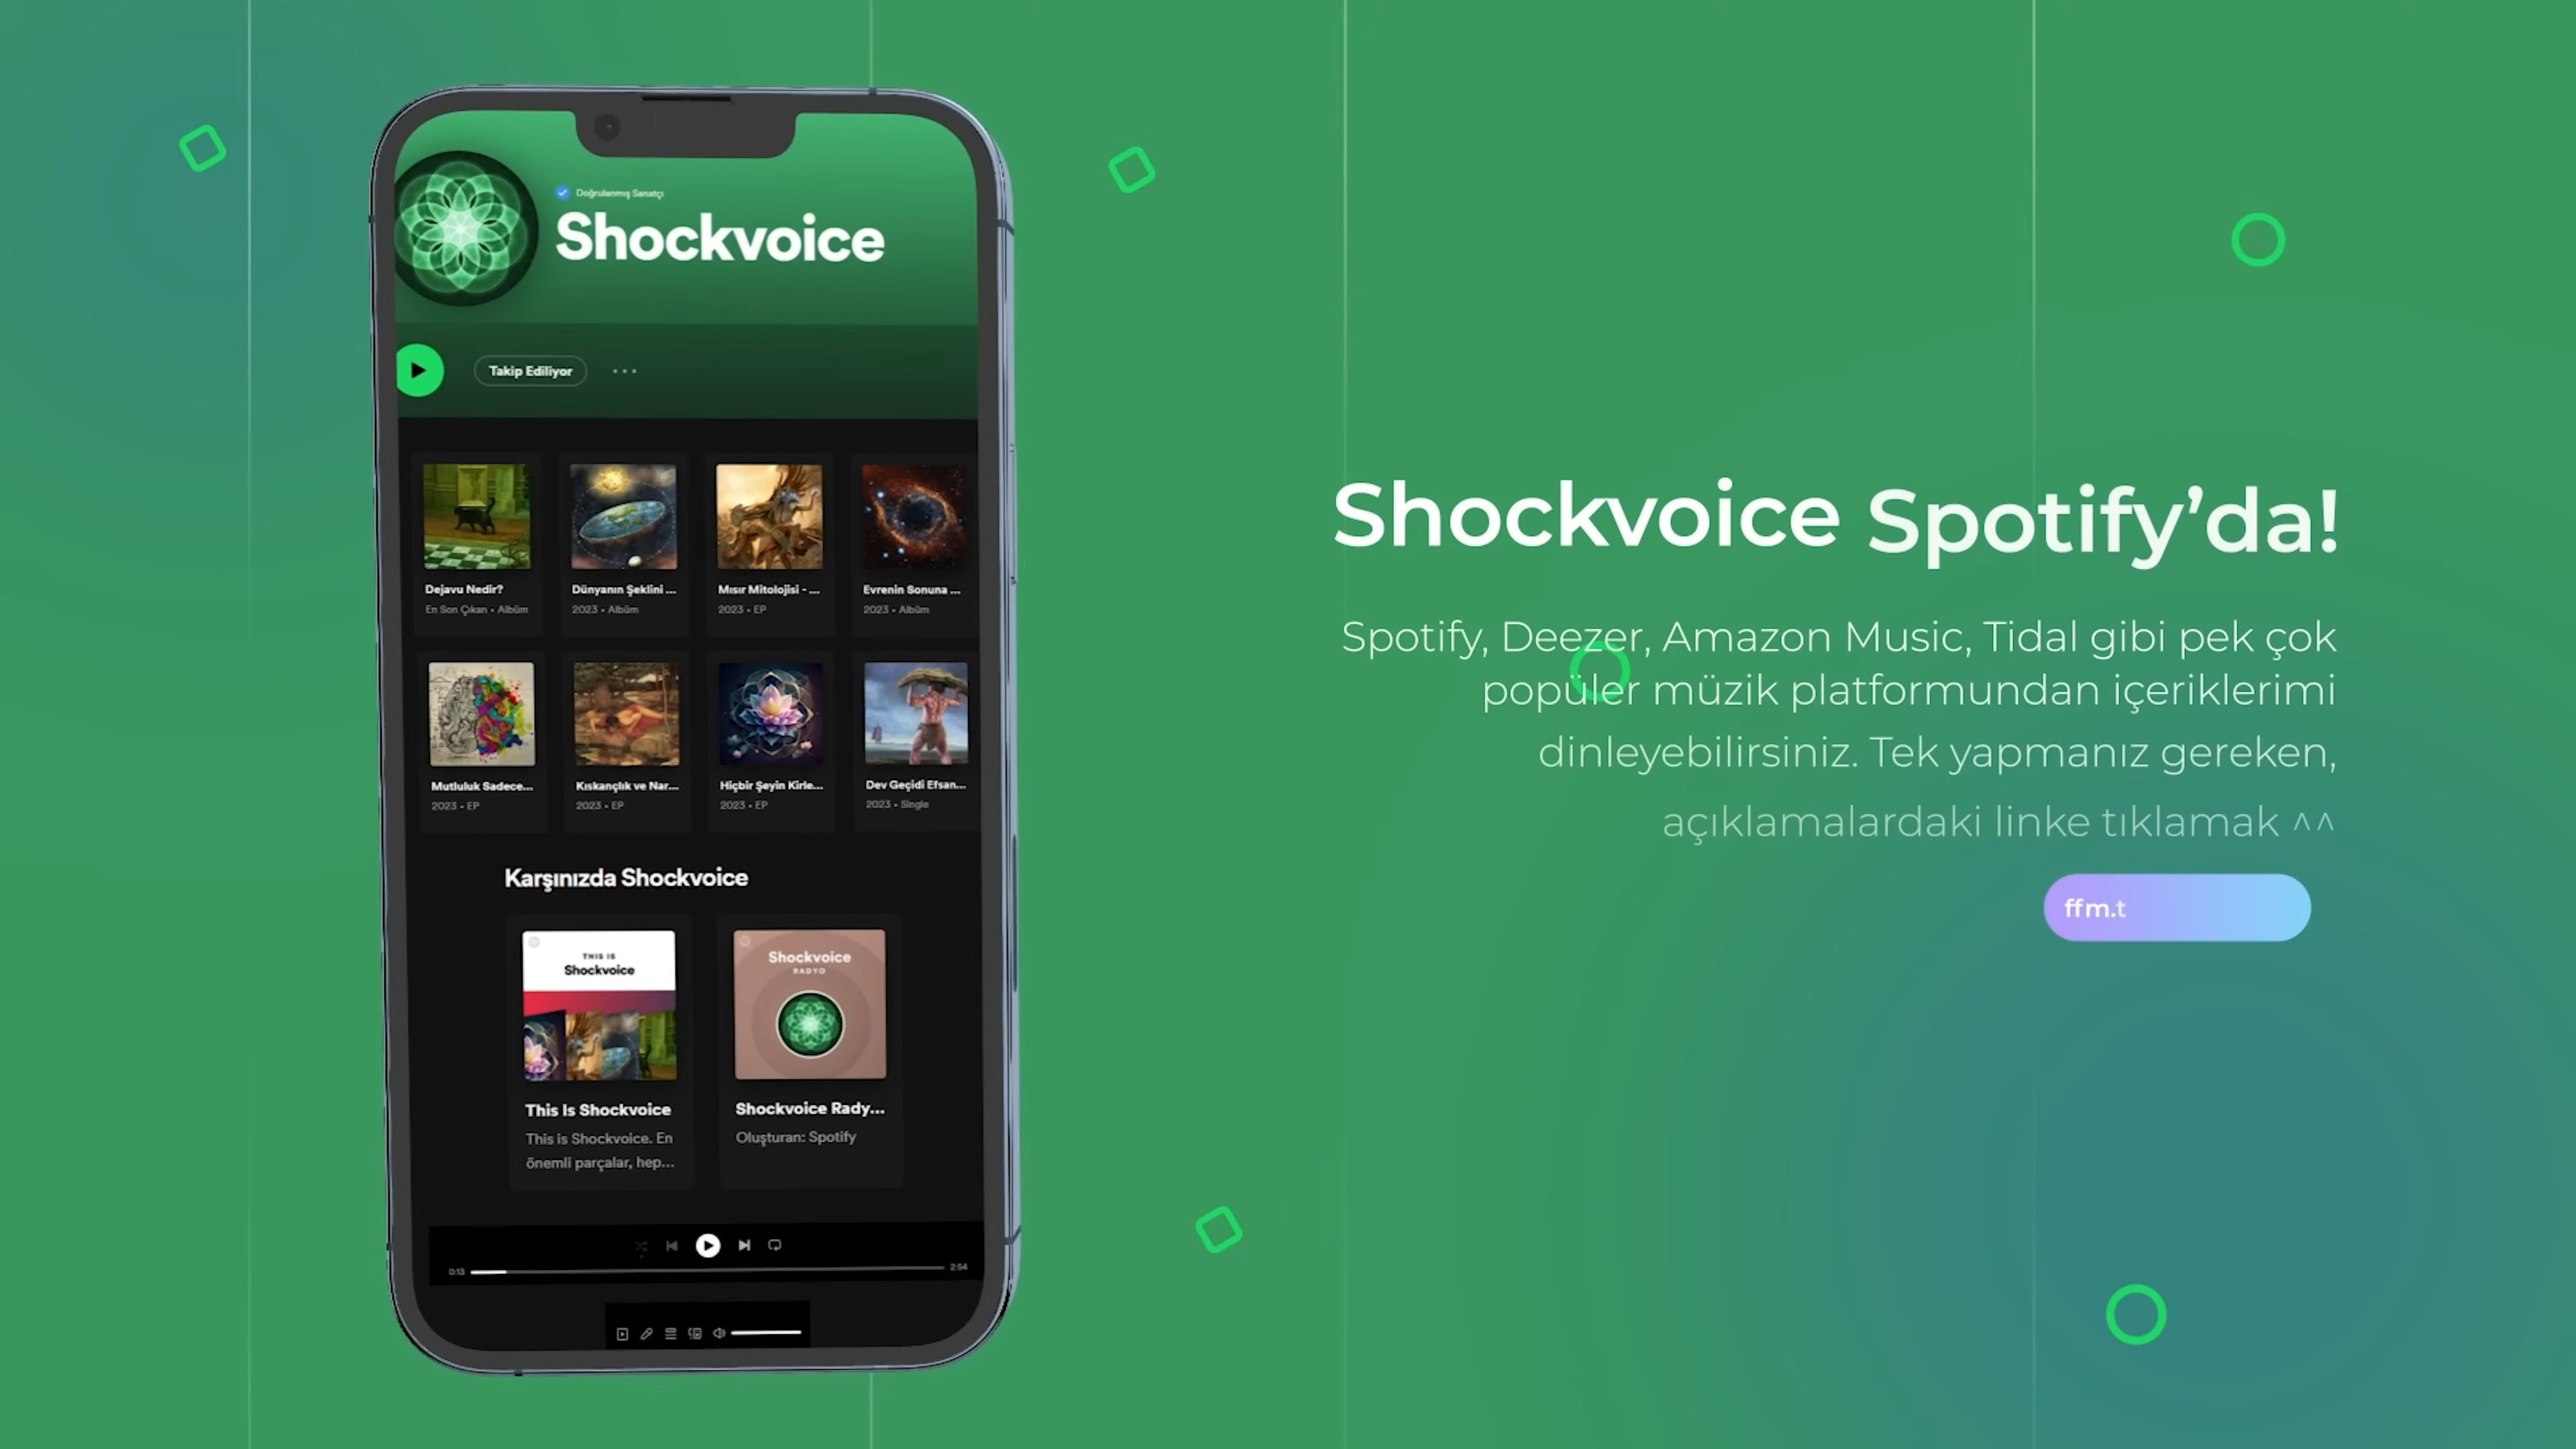 Doğrulanmış Sanatçı
Shockvoice
Takip Ediliyor
Dejavu Nedir?
En Son Çıkan • Albüm
Dünyanın Şeklini ...
2023 • Albüm
Mısır Mitolojisi - ...
2023 • EP
Evrenin Sonuna ...
2023 • Albüm
Mutluluk Sadece...
2023 • EP
Kıskançlık ve Nar...
2023 • EP
Hiçbir Şeyin Kirle...
2023 • EP
Dev Geçidi Efsan...
2023 • Single
Karşınızda Shockvoice
THIS IS
Shockvoice
This Is Shockvoice
This is Shockvoice. En
önemli parçalar, hep...
Shockvoice
RADYO
Shockvoice Rady...
Oluşturan: Spotify
0:13
2:54
Shockvoice Spotify’da!
Spotify, Deezer, Amazon Music, Tidal gibi pek çok
popüler müzik platformundan içeriklerimi
dinleyebilirsiniz. Tek yapmanız gereken,
açıklamalardaki linke tıklamak ^^
ffm.t